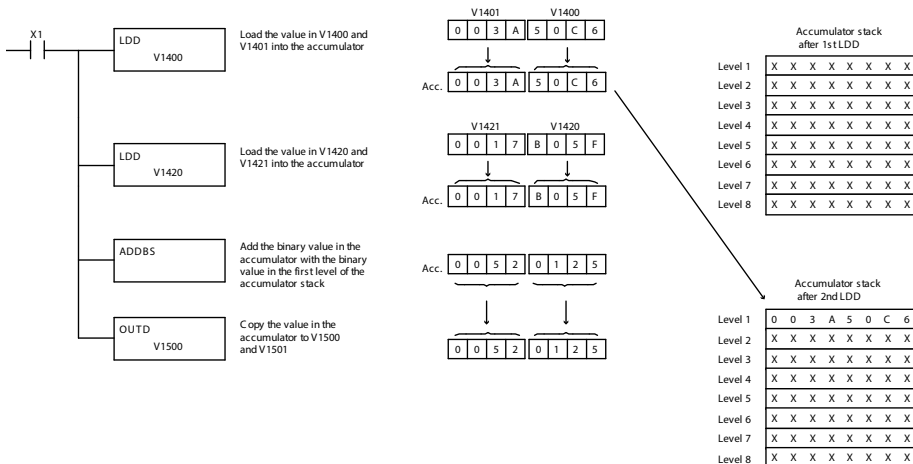 X1
LDD
V1400
Load the value in V1400 and
V1401 into the accumulator
V1401 V1400
0 0 3 A 5 0 C 6
Acc. 0 0 3 A 5 0 C 6
LDD
V1420
Load the value in V1420 and
V1421 into the accumulator
V1421 V1420
0 0 1 7 B 0 5 F
Acc. 0 0 1 7 B 0 5 F
ADDBS
Add the binary value in the
accumulator with the binary
value in the first level of the
accumulator stack
Acc. 0 0 5 2 0 1 2 5
OUTD
V1500
Copy the value in the
accumulator to V1500
and V1501
0 0 5 2 0 1 2 5
Accumulator stack
after 1st LDD
Level 1 X X X X X X X X
Level 2 X X X X X X X X
Level 3 X X X X X X X X
Level 4 X X X X X X X X
Level 5 X X X X X X X X
Level 6 X X X X X X X X
Level 7 X X X X X X X X
Level 8 X X X X X X X X
Accumulator stack
after 2nd LDD
Level 1 0 0 3 A 5 0 C 6
Level 2 X X X X X X X X
Level 3 X X X X X X X X
Level 4 X X X X X X X X
Level 5 X X X X X X X X
Level 6 X X X X X X X X
Level 7 X X X X X X X X
Level 8 X X X X X X X X